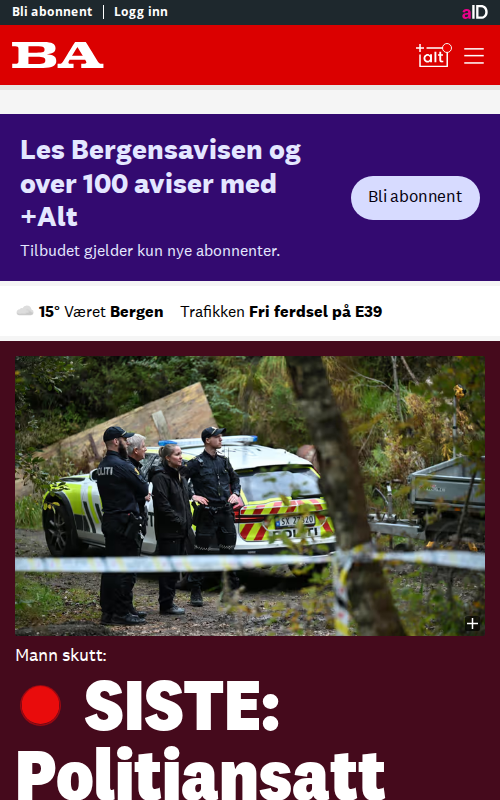 Bli abonnent | Logg inn
aID
BA
+alt
Les Bergensavisen og
over 100 aviser med
+Alt
Bli abonnent
Tilbudet gjelder kun nye abonnenter.
15° Været Bergen Trafikken Fri ferdsel på E39
POLITI
Mann skutt:
SISTE:
Politiansatt